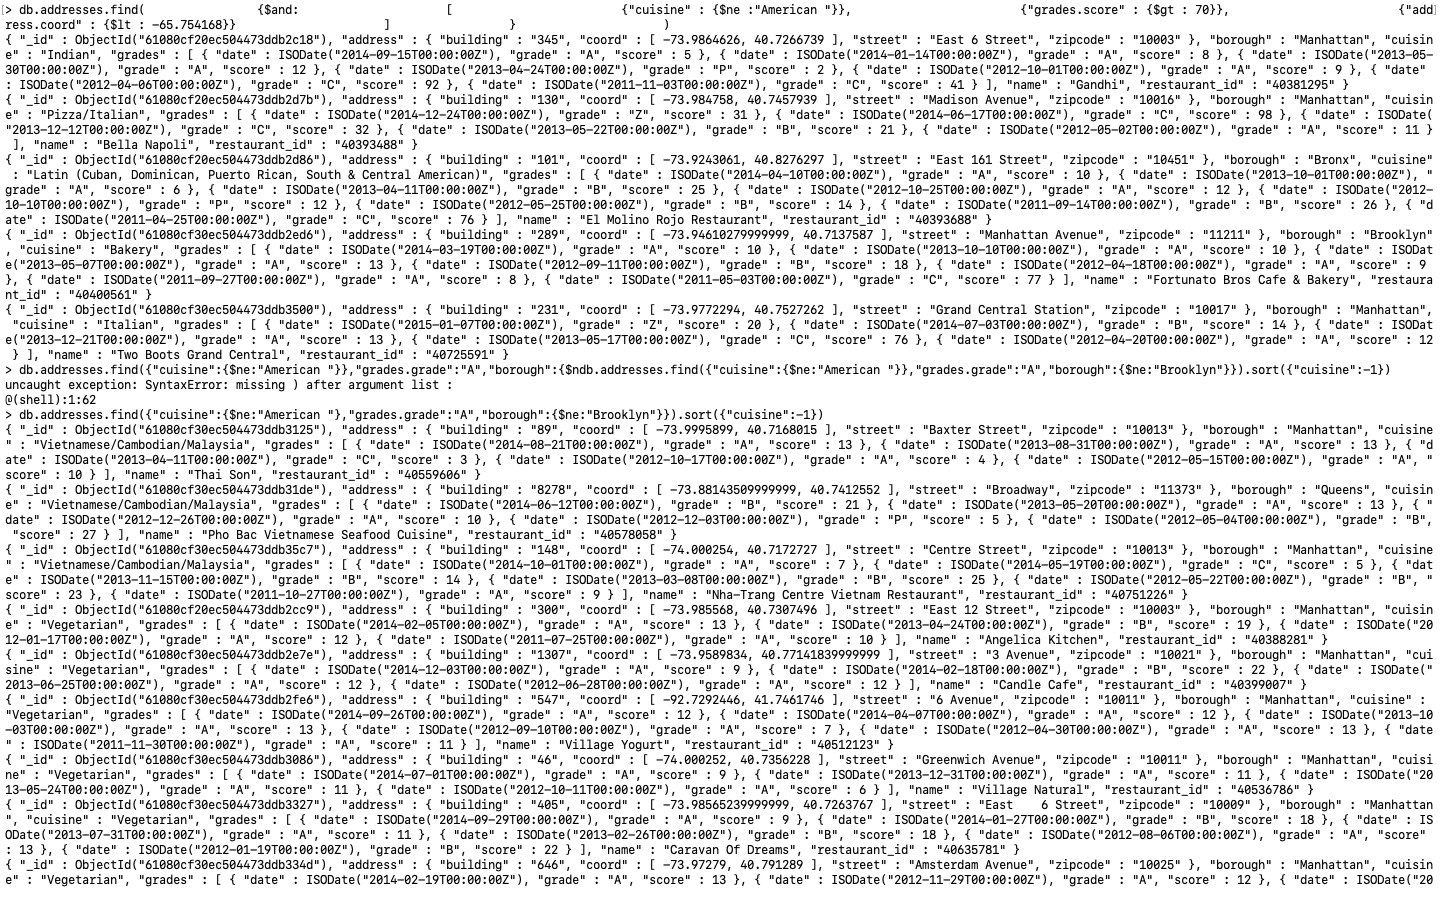 > db.addresses.find(                {$and:                     [                        {"cuisine" : {$ne :"American "}},                        {"grades.score" : {$gt : 70}},                        {"add
ress.coord" : {$lt : -65.754168}}                     ]                 }                     )
{ "_id" : ObjectId("61080cf20ec504473ddb2c18"), "address" : { "building" : "345", "coord" : [ -73.9864626, 40.7266739 ], "street" : "East 6 Street", "zipcode" : "10003" }, "borough" : "Manhattan", "cuisin
e" : "Indian", "grades" : [ { "date" : ISODate("2014-09-15T00:00:00Z"), "grade" : "A", "score" : 5 }, { "date" : ISODate("2014-01-14T00:00:00Z"), "grade" : "A", "score" : 8 }, { "date" : ISODate("2013-05-
30T00:00:00Z"), "grade" : "A", "score" : 12 }, { "date" : ISODate("2013-04-24T00:00:00Z"), "grade" : "P", "score" : 2 }, { "date" : ISODate("2012-10-01T00:00:00Z"), "grade" : "A", "score" : 9 }, { "date"
: ISODate("2012-04-06T00:00:00Z"), "grade" : "C", "score" : 92 }, { "date" : ISODate("2011-11-03T00:00:00Z"), "grade" : "C", "score" : 41 } ], "name" : "Gandhi", "restaurant_id" : "40381295" }
{ "_id" : ObjectId("61080cf20ec504473ddb2d7b"), "address" : { "building" : "130", "coord" : [ -73.984758, 40.7457939 ], "street" : "Madison Avenue", "zipcode" : "10016" }, "borough" : "Manhattan", "cuisin
e" : "Pizza/Italian", "grades" : [ { "date" : ISODate("2014-12-24T00:00:00Z"), "grade" : "Z", "score" : 31 }, { "date" : ISODate("2014-06-17T00:00:00Z"), "grade" : "C", "score" : 98 }, { "date" : ISODate(
"2013-12-12T00:00:00Z"), "grade" : "C", "score" : 32 }, { "date" : ISODate("2013-05-22T00:00:00Z"), "grade" : "B", "score" : 21 }, { "date" : ISODate("2012-05-02T00:00:00Z"), "grade" : "A", "score" : 11 }
 ], "name" : "Bella Napoli", "restaurant_id" : "40393488" }
{ "_id" : ObjectId("61080cf20ec504473ddb2d86"), "address" : { "building" : "101", "coord" : [ -73.9243061, 40.8276297 ], "street" : "East 161 Street", "zipcode" : "10451" }, "borough" : "Bronx", "cuisine"
 : "Latin (Cuban, Dominican, Puerto Rican, South & Central American)", "grades" : [ { "date" : ISODate("2014-04-10T00:00:00Z"), "grade" : "A", "score" : 10 }, { "date" : ISODate("2013-10-01T00:00:00Z"), "
grade" : "A", "score" : 6 }, { "date" : ISODate("2013-04-11T00:00:00Z"), "grade" : "B", "score" : 25 }, { "date" : ISODate("2012-10-25T00:00:00Z"), "grade" : "A", "score" : 12 }, { "date" : ISODate("2012-
10-10T00:00:00Z"), "grade" : "P", "score" : 12 }, { "date" : ISODate("2012-05-25T00:00:00Z"), "grade" : "B", "score" : 14 }, { "date" : ISODate("2011-09-14T00:00:00Z"), "grade" : "B", "score" : 26 }, { "d
ate" : ISODate("2011-04-25T00:00:00Z"), "grade" : "C", "score" : 76 } ], "name" : "El Molino Rojo Restaurant", "restaurant_id" : "40393688" }
{ "_id" : ObjectId("61080cf30ec504473ddb2ed6"), "address" : { "building" : "289", "coord" : [ -73.94610279999999, 40.7137587 ], "street" : "Manhattan Avenue", "zipcode" : "11211" }, "borough" : "Brooklyn"
, "cuisine" : "Bakery", "grades" : [ { "date" : ISODate("2014-03-19T00:00:00Z"), "grade" : "A", "score" : 10 }, { "date" : ISODate("2013-10-10T00:00:00Z"), "grade" : "A", "score" : 10 }, { "date" : ISODat
e("2013-05-07T00:00:00Z"), "grade" : "A", "score" : 13 }, { "date" : ISODate("2012-09-11T00:00:00Z"), "grade" : "B", "score" : 18 }, { "date" : ISODate("2012-04-18T00:00:00Z"), "grade" : "A", "score" : 9
}, { "date" : ISODate("2011-09-27T00:00:00Z"), "grade" : "A", "score" : 8 }, { "date" : ISODate("2011-05-03T00:00:00Z"), "grade" : "C", "score" : 77 } ], "name" : "Fortunato Bros Cafe & Bakery", "restaura
nt_id" : "40400561" }
{ "_id" : ObjectId("61080cf30ec504473ddb3500"), "address" : { "building" : "231", "coord" : [ -73.9772294, 40.7527262 ], "street" : "Grand Central Station", "zipcode" : "10017" }, "borough" : "Manhattan",
 "cuisine" : "Italian", "grades" : [ { "date" : ISODate("2015-01-07T00:00:00Z"), "grade" : "Z", "score" : 20 }, { "date" : ISODate("2014-07-03T00:00:00Z"), "grade" : "B", "score" : 14 }, { "date" : ISODat
e("2013-12-21T00:00:00Z"), "grade" : "A", "score" : 13 }, { "date" : ISODate("2013-05-17T00:00:00Z"), "grade" : "C", "score" : 76 }, { "date" : ISODate("2012-04-20T00:00:00Z"), "grade" : "A", "score" : 12
 } ], "name" : "Two Boots Grand Central", "restaurant_id" : "40725591" }
> db.addresses.find({"cuisine":{$ne:"American "}},"grades.grade":"A","borough":{$ndb.addresses.find({"cuisine":{$ne:"American "}},"grades.grade":"A","borough":{$ne:"Brooklyn"}}).sort({"cuisine":-1})
uncaught exception: SyntaxError: missing ) after argument list :
@(shell):1:62
> db.addresses.find({"cuisine":{$ne:"American "},"grades.grade":"A","borough":{$ne:"Brooklyn"}}).sort({"cuisine":-1})
{ "_id" : ObjectId("61080cf30ec504473ddb3125"), "address" : { "building" : "89", "coord" : [ -73.9995899, 40.7168015 ], "street" : "Baxter Street", "zipcode" : "10013" }, "borough" : "Manhattan", "cuisine
" : "Vietnamese/Cambodian/Malaysia", "grades" : [ { "date" : ISODate("2014-08-21T00:00:00Z"), "grade" : "A", "score" : 13 }, { "date" : ISODate("2013-08-31T00:00:00Z"), "grade" : "A", "score" : 13 }, { "d
ate" : ISODate("2013-04-11T00:00:00Z"), "grade" : "C", "score" : 3 }, { "date" : ISODate("2012-10-17T00:00:00Z"), "grade" : "A", "score" : 4 }, { "date" : ISODate("2012-05-15T00:00:00Z"), "grade" : "A", "
score" : 10 } ], "name" : "Thai Son", "restaurant_id" : "40559606" }
{ "_id" : ObjectId("61080cf30ec504473ddb31de"), "address" : { "building" : "8278", "coord" : [ -73.88143509999999, 40.7412552 ], "street" : "Broadway", "zipcode" : "11373" }, "borough" : "Queens", "cuisin
e" : "Vietnamese/Cambodian/Malaysia", "grades" : [ { "date" : ISODate("2014-06-12T00:00:00Z"), "grade" : "B", "score" : 21 }, { "date" : ISODate("2013-05-20T00:00:00Z"), "grade" : "A", "score" : 13 }, { "
date" : ISODate("2012-12-26T00:00:00Z"), "grade" : "A", "score" : 10 }, { "date" : ISODate("2012-12-03T00:00:00Z"), "grade" : "P", "score" : 5 }, { "date" : ISODate("2012-05-04T00:00:00Z"), "grade" : "B",
 "score" : 27 } ], "name" : "Pho Bac Vietnamese Seafood Cuisine", "restaurant_id" : "40578058" }
{ "_id" : ObjectId("61080cf30ec504473ddb35c7"), "address" : { "building" : "148", "coord" : [ -74.000254, 40.7172727 ], "street" : "Centre Street", "zipcode" : "10013" }, "borough" : "Manhattan", "cuisine
" : "Vietnamese/Cambodian/Malaysia", "grades" : [ { "date" : ISODate("2014-10-01T00:00:00Z"), "grade" : "A", "score" : 7 }, { "date" : ISODate("2014-05-19T00:00:00Z"), "grade" : "C", "score" : 5 }, { "dat
e" : ISODate("2013-11-15T00:00:00Z"), "grade" : "B", "score" : 14 }, { "date" : ISODate("2013-03-08T00:00:00Z"), "grade" : "B", "score" : 25 }, { "date" : ISODate("2012-05-22T00:00:00Z"), "grade" : "B", "
score" : 23 }, { "date" : ISODate("2011-10-27T00:00:00Z"), "grade" : "A", "score" : 9 } ], "name" : "Nha-Trang Centre Vietnam Restaurant", "restaurant_id" : "40751226" }
{ "_id" : ObjectId("61080cf30ec504473ddb2cc9"), "address" : { "building" : "300", "coord" : [ -73.985568, 40.7307496 ], "street" : "East 12 Street", "zipcode" : "10003" }, "borough" : "Manhattan", "cuisin
e" : "Vegetarian", "grades" : [ { "date" : ISODate("2014-02-05T00:00:00Z"), "grade" : "A", "score" : 13 }, { "date" : ISODate("2013-04-24T00:00:00Z"), "grade" : "B", "score" : 19 }, { "date" : ISODate("20
12-01-17T00:00:00Z"), "grade" : "A", "score" : 12 }, { "date" : ISODate("2011-07-25T00:00:00Z"), "grade" : "A", "score" : 10 } ], "name" : "Angelica Kitchen", "restaurant_id" : "40388281" }
{ "_id" : ObjectId("61080cf30ec504473ddb2e7e"), "address" : { "building" : "1307", "coord" : [ -73.9589834, 40.77141839999999 ], "street" : "3 Avenue", "zipcode" : "10021" }, "borough" : "Manhattan", "cui
sine" : "Vegetarian", "grades" : [ { "date" : ISODate("2014-12-03T00:00:00Z"), "grade" : "A", "score" : 9 }, { "date" : ISODate("2014-02-18T00:00:00Z"), "grade" : "B", "score" : 22 }, { "date" : ISODate("
2013-06-25T00:00:00Z"), "grade" : "A", "score" : 12 }, { "date" : ISODate("2012-06-28T00:00:00Z"), "grade" : "A", "score" : 12 } ], "name" : "Candle Cafe", "restaurant_id" : "40399007" }
{ "_id" : ObjectId("61080cf30ec504473ddb2fe6"), "address" : { "building" : "547", "coord" : [ -92.7292446, 41.7461746 ], "street" : "6 Avenue", "zipcode" : "10011" }, "borough" : "Manhattan", "cuisine" :
"Vegetarian", "grades" : [ { "date" : ISODate("2014-09-26T00:00:00Z"), "grade" : "A", "score" : 12 }, { "date" : ISODate("2014-04-07T00:00:00Z"), "grade" : "A", "score" : 12 }, { "date" : ISODate("2013-10
-03T00:00:00Z"), "grade" : "A", "score" : 13 }, { "date" : ISODate("2012-09-10T00:00:00Z"), "grade" : "A", "score" : 7 }, { "date" : ISODate("2012-04-30T00:00:00Z"), "grade" : "A", "score" : 13 }, { "date
" : ISODate("2011-11-30T00:00:00Z"), "grade" : "A", "score" : 11 } ], "name" : "Village Yogurt", "restaurant_id" : "40512123" }
{ "_id" : ObjectId("61080cf30ec504473ddb3086"), "address" : { "building" : "46", "coord" : [ -74.000252, 40.7356228 ], "street" : "Greenwich Avenue", "zipcode" : "10011" }, "borough" : "Manhattan", "cuisi
ne" : "Vegetarian", "grades" : [ { "date" : ISODate("2014-07-01T00:00:00Z"), "grade" : "A", "score" : 9 }, { "date" : ISODate("2013-12-31T00:00:00Z"), "grade" : "A", "score" : 11 }, { "date" : ISODate("20
13-05-24T00:00:00Z"), "grade" : "A", "score" : 11 }, { "date" : ISODate("2012-10-11T00:00:00Z"), "grade" : "A", "score" : 6 } ], "name" : "Village Natural", "restaurant_id" : "40536786" }
{ "_id" : ObjectId("61080cf30ec504473ddb3327"), "address" : { "building" : "405", "coord" : [ -73.98565239999999, 40.7263767 ], "street" : "East    6 Street", "zipcode" : "10009" }, "borough" : "Manhattan
", "cuisine" : "Vegetarian", "grades" : [ { "date" : ISODate("2014-09-29T00:00:00Z"), "grade" : "A", "score" : 9 }, { "date" : ISODate("2014-01-27T00:00:00Z"), "grade" : "B", "score" : 18 }, { "date" : IS
ODate("2013-07-31T00:00:00Z"), "grade" : "A", "score" : 11 }, { "date" : ISODate("2013-02-26T00:00:00Z"), "grade" : "B", "score" : 18 }, { "date" : ISODate("2012-08-06T00:00:00Z"), "grade" : "A", "score"
: 13 }, { "date" : ISODate("2012-01-19T00:00:00Z"), "grade" : "B", "score" : 22 } ], "name" : "Caravan Of Dreams", "restaurant_id" : "40635781" }
{ "_id" : ObjectId("61080cf30ec504473ddb334d"), "address" : { "building" : "646", "coord" : [ -73.97279, 40.791289 ], "street" : "Amsterdam Avenue", "zipcode" : "10025" }, "borough" : "Manhattan", "cuisin
e" : "Vegetarian", "grades" : [ { "date" : ISODate("2014-02-19T00:00:00Z"), "grade" : "A", "score" : 13 }, { "date" : ISODate("2012-11-29T00:00:00Z"), "grade" : "A", "score" : 12 }, { "date" : ISODate("20